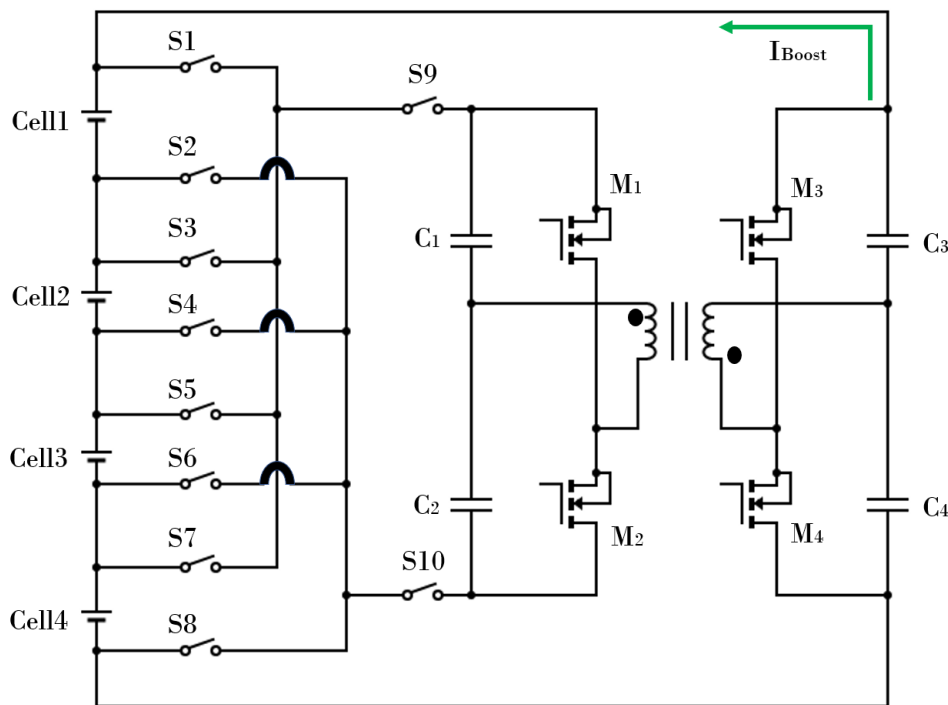 S1
I Boost
S9
Cell1
S2
M1
M3
S3
C1
C3
Cell2
S4
S5
Cell3
S6
C2
C4
S7
M2
M4
S10
Cell4
S8